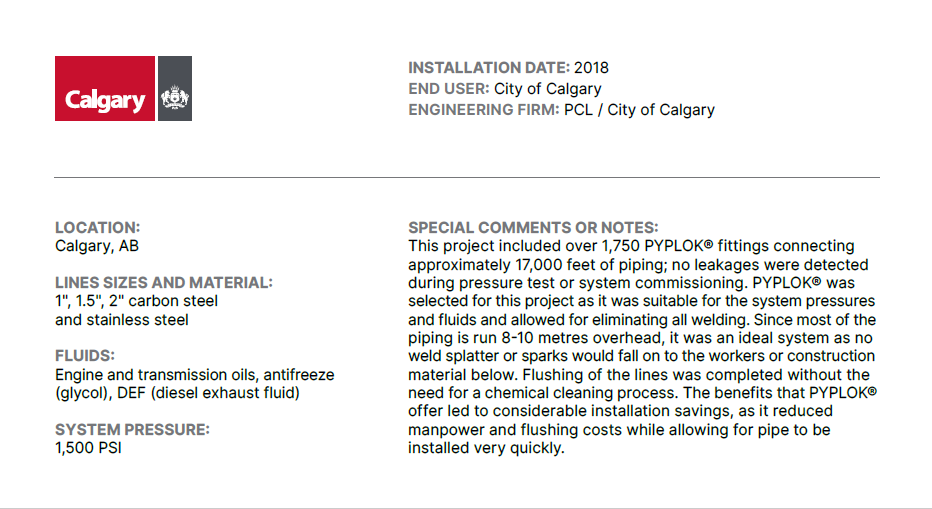 Calgary
INSTALLATION DATE: 2018
END USER: City of Calgary
ENGINEERING FIRM: PCL / City of Calgary
LOCATION:
Calgary, AB
LINES SIZES AND MATERIAL:
1", 1.5", 2" carbon steel
and stainless steel
FLUIDS:
Engine and transmission oils, antifreeze
(glycol), DEF (diesel exhaust fluid)
SYSTEM PRESSURE:
1,500 PSI
SPECIAL COMMENTS OR NOTES:
This project included over 1,750 PYPLOK® fittings connecting
approximately 17,000 feet of piping; no leakages were detected
during pressure test or system commissioning. PYPLOK® was
selected for this project as it was suitable for the system pressures
and fluids and allowed for eliminating all welding. Since most of the
piping is run 8-10 metres overhead, it was an ideal system as no
weld splatter or sparks would fall on to the workers or construction
material below. Flushing of the lines was completed without the
need for a chemical cleaning process. The benefits that PYPLOK®
offer led to considerable installation savings, as it reduced
manpower and flushing costs while allowing for pipe to be
installed very quickly.